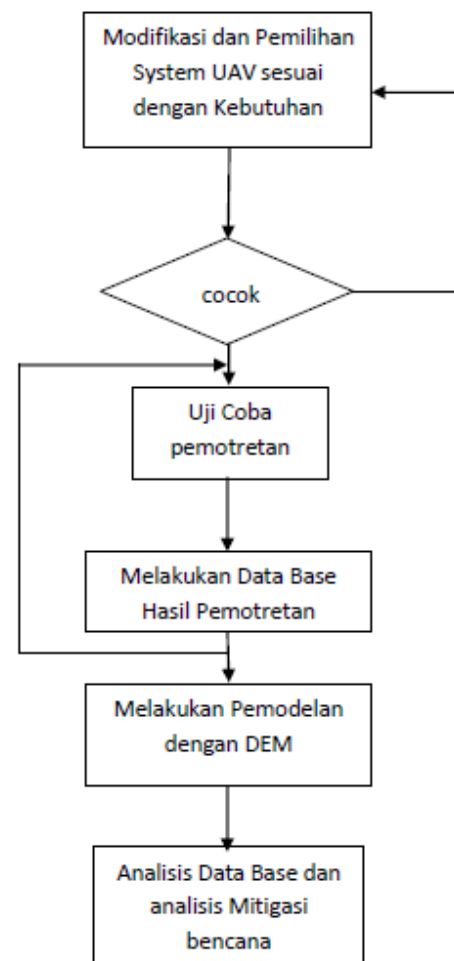 Modifikasi dan Pemilihan
System UAV sesuai
dengan Kebutuhan
cocok
Uji Coba
pemotretan
Melakukan Data Base
Hasil Pemotretan
Melakukan Pemodelan
dengan DEM
Analisis Data Base dan
analisis Mitigasi
bencana